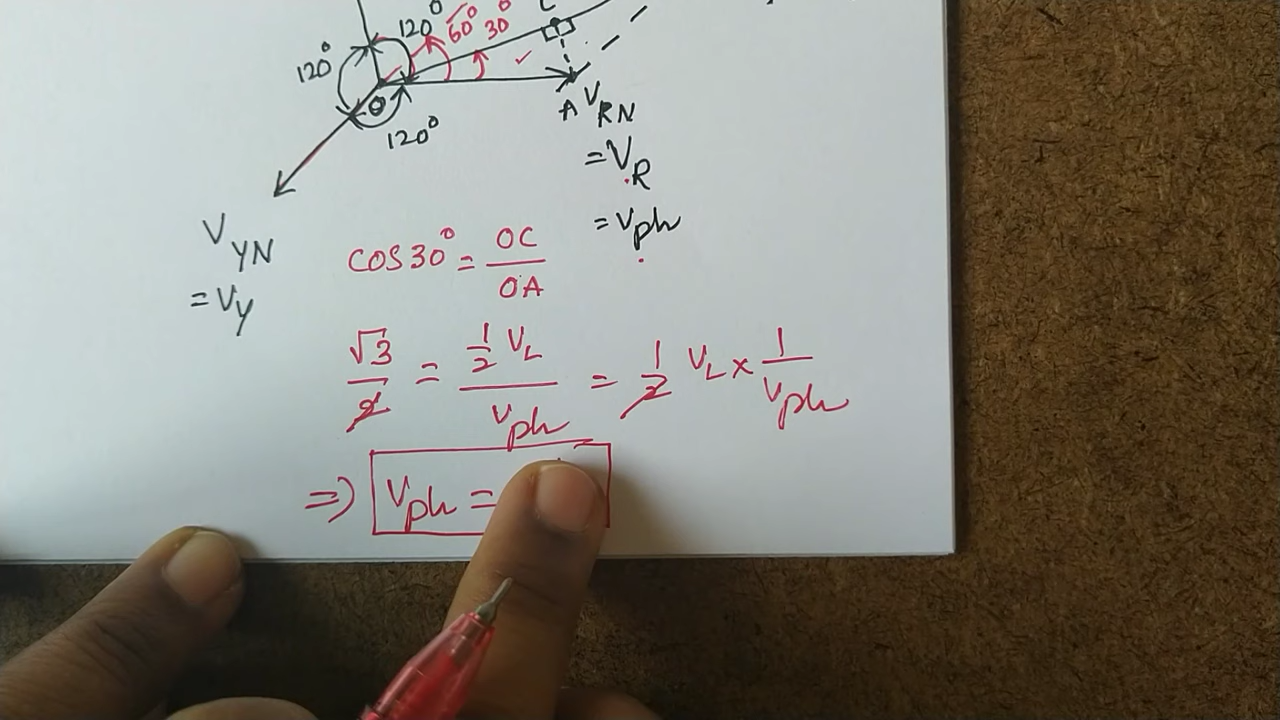 120° 60° 30° C
120°
120°
A V_RN
= V_R
= V_ph
V_YN
= V_Y
cos 30° = OC/OA
√3/2 = (1/2 V_L)/V_ph = 1/2 V_L × 1/V_ph
⇒ V_ph =